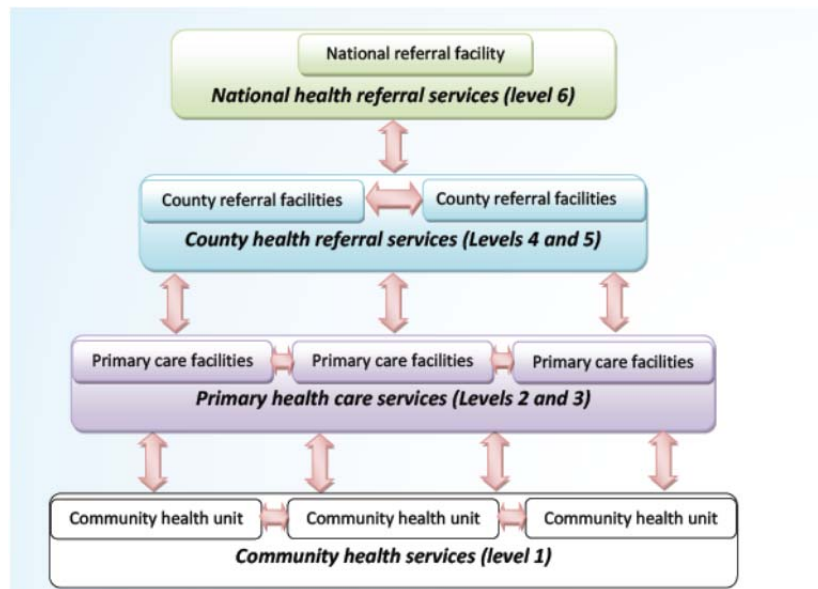 National referral facility
National health referral services (level 6)
County referral facilities
County referral facilities
County health referral services (Levels 4 and 5)
Primary care facilities
Primary care facilities
Primary care facilities
Primary health care services (Levels 2 and 3)
Community health unit
Community health unit
Community health unit
Community health services (level 1)